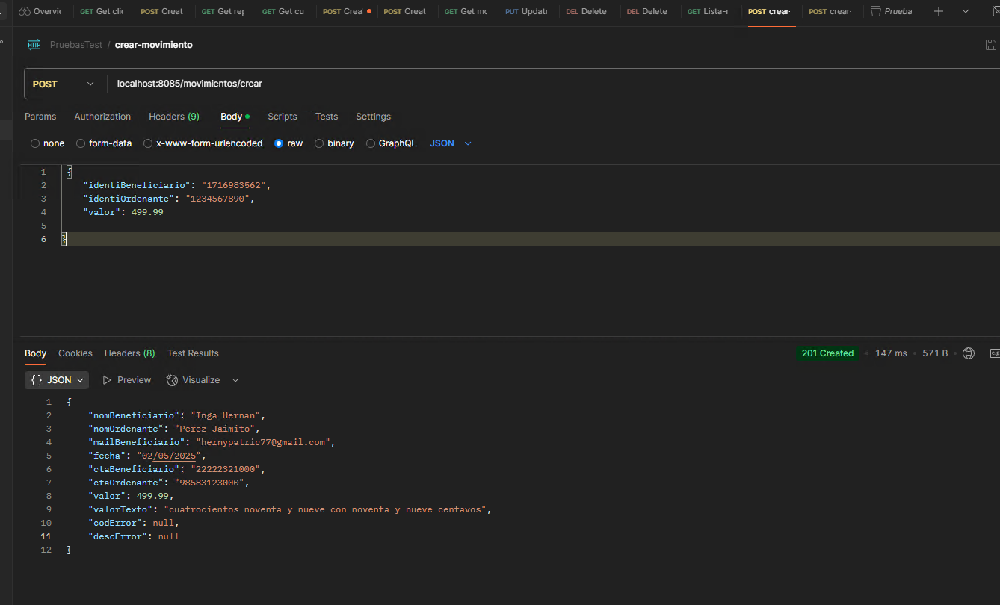 Overvie GET Get clie POST Creat GET Get rep GET Get cu POST Creat POST Creat GET Get mo PUT Updat DEL Delete DEL Delete GET Lista-m POST crear- POST crear- Prueba
HTTP PruebasTest / crear-movimiento
POST localhost:8085/movimientos/crear
Params Authorization Headers (9) Body Scripts Tests Settings
none form-data x-www-form-urlencoded raw binary GraphQL JSON
1 {
2 "identiBeneficiario": "1716983562",
3 "identiOrdenante": "1234567890",
4 "valor": 499.99
5
6 }
Body Cookies Headers (8) Test Results 201 Created 147 ms 571 B e.g
{} JSON Preview Visualize
1 {
2 "nomBeneficiario": "Inga Hernan",
3 "nomOrdenante": "Perez Jaimito",
4 "mailBeneficiario": "hernypatric77@gmail.com",
5 "fecha": "02/05/2025",
6 "ctaBeneficiario": "22222321000",
7 "ctaOrdenante": "98583123000",
8 "valor": 499.99,
9 "valorTexto": "cuatrocientos noventa y nueve con noventa y nueve centavos",
10 "codError": null,
11 "descError": null
12 }